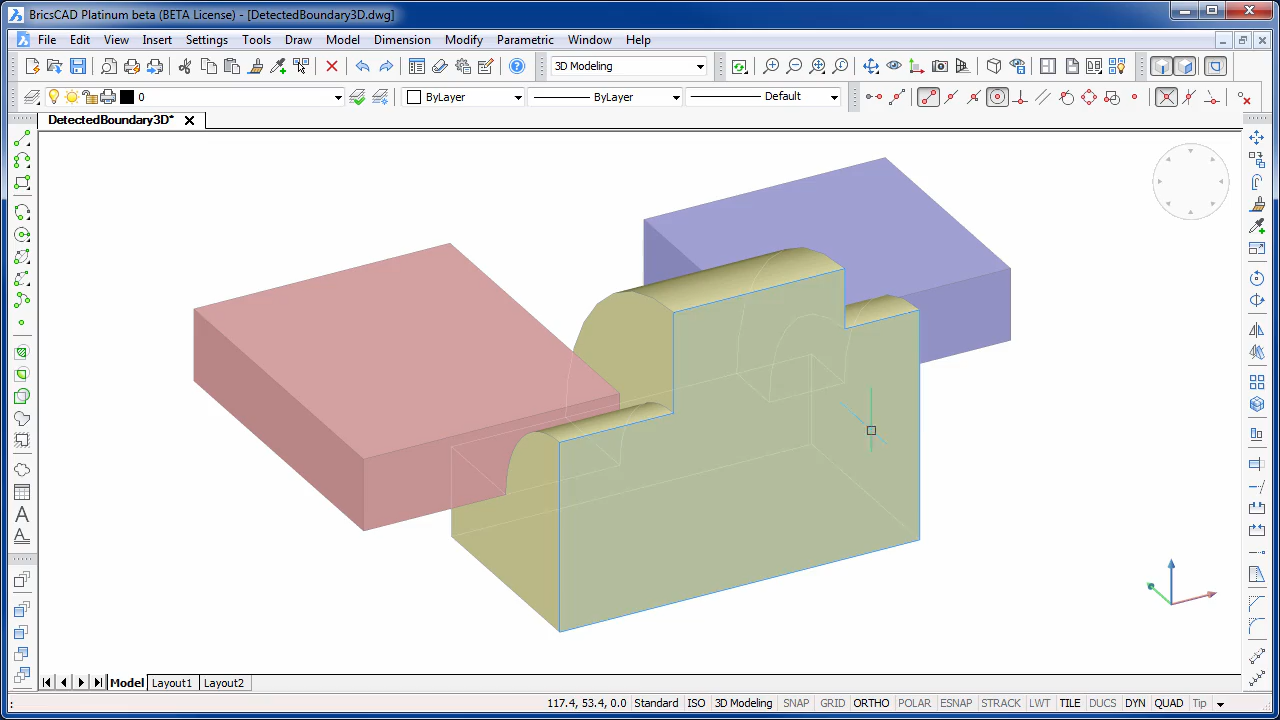 BricsCAD Platinum beta (BETA License) - [DetectedBoundary3D.dwg]
File Edit View Insert Settings Tools Draw Model Dimension Modify Parametric Window Help
3D Modeling
0 ByLayer ByLayer Default
DetectedBoundary3D*
A
A
Model Layout1 Layout2
: 117.4, 53.4, 0.0 Standard ISO 3D Modeling SNAP GRID ORTHO POLAR ESNAP STRACK LWT TILE DUCS DYN QUAD Tip